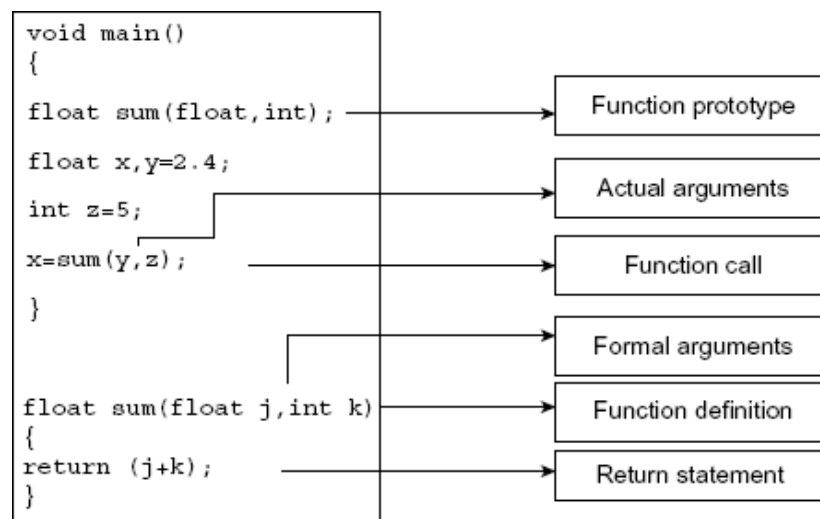 void main()
{
float sum(float,int);
Function prototype
float x,y=2.4;
Actual arguments
int z=5;
x=sum(y,z);
Function call
}
Formal arguments
float sum(float j,int k)
Function definition
{
return (j+k);
Return statement
}